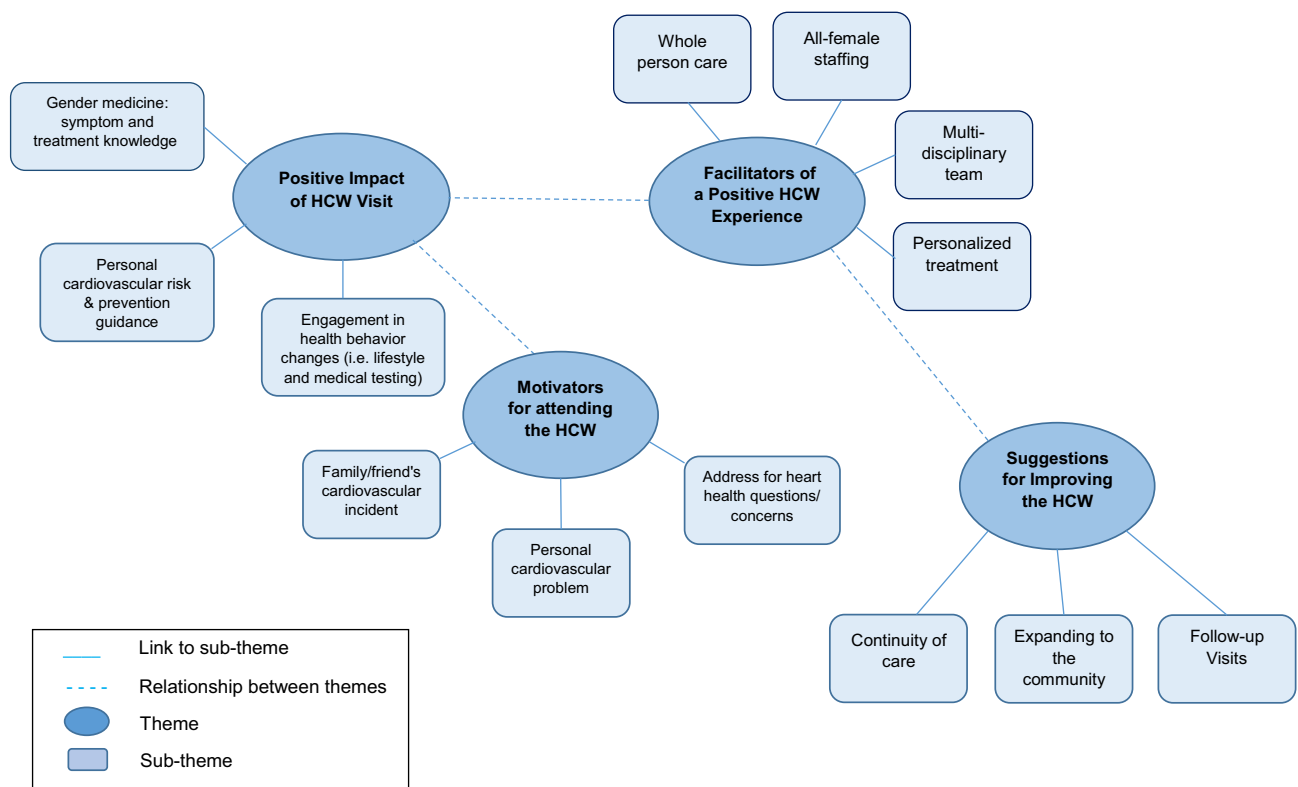 Whole
person care
All-female
staffing
Gender medicine:
symptom and
treatment knowledge
Multi-
disciplinary
team
Positive Impact
of HCW Visit
Facilitators of
a Positive HCW
Experience
Personalized
treatment
Personal
cardiovascular risk
& prevention
guidance
Engagement in
health behavior
changes (i.e. lifestyle
and medical testing)
Motivators
for attending
the HCW
Family/friend's
cardiovascular
incident
Address for heart
health questions/
concerns
Personal
cardiovascular
problem
Suggestions
for Improving
the HCW
Continuity of
care
Expanding to
the
community
Follow-up
Visits
Link to sub-theme
Relationship between themes
Theme
Sub-theme